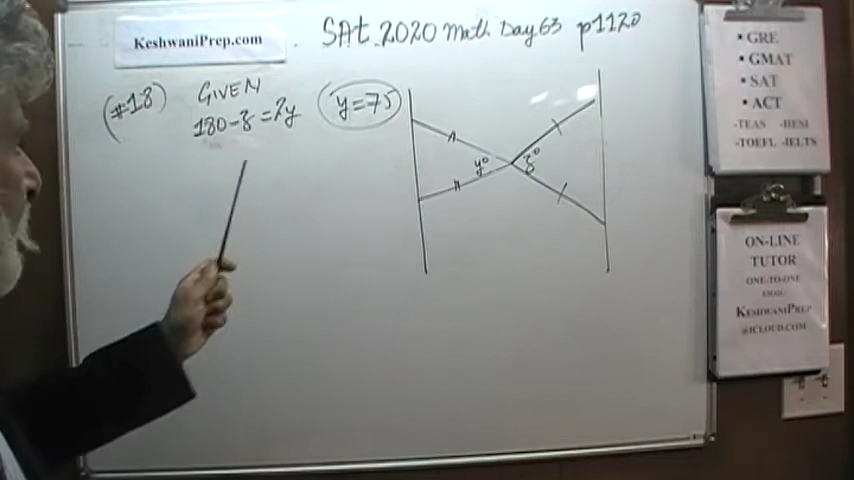 KeshwaniPrep.com
SAt 2020 Math Day 63 p1120
(#18) GIVEN
180-z=2y
y=75
y°
z°
• GRE
• GMAT
• SAT
• ACT
-TEAS -HESI
-TOEFL -IELTS
ON-LINE
TUTOR
ONE-TO-ONE
EMAIL:
KESHWANIPREP
@ICLOUD.COM